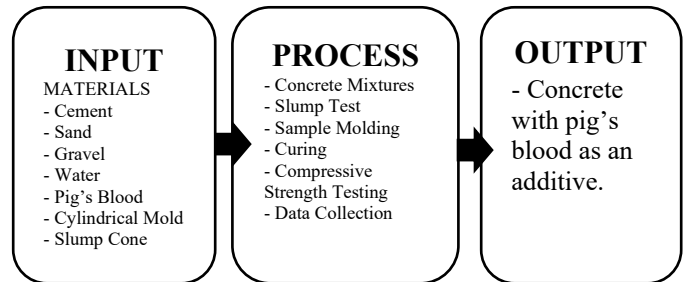 INPUT
MATERIALS
- Cement
- Sand
- Gravel
- Water
- Pig’s Blood
- Cylindrical Mold
- Slump Cone
PROCESS
- Concrete Mixtures
- Slump Test
- Sample Molding
- Curing
- Compressive
Strength Testing
- Data Collection
OUTPUT
- Concrete
with pig’s
blood as an
additive.